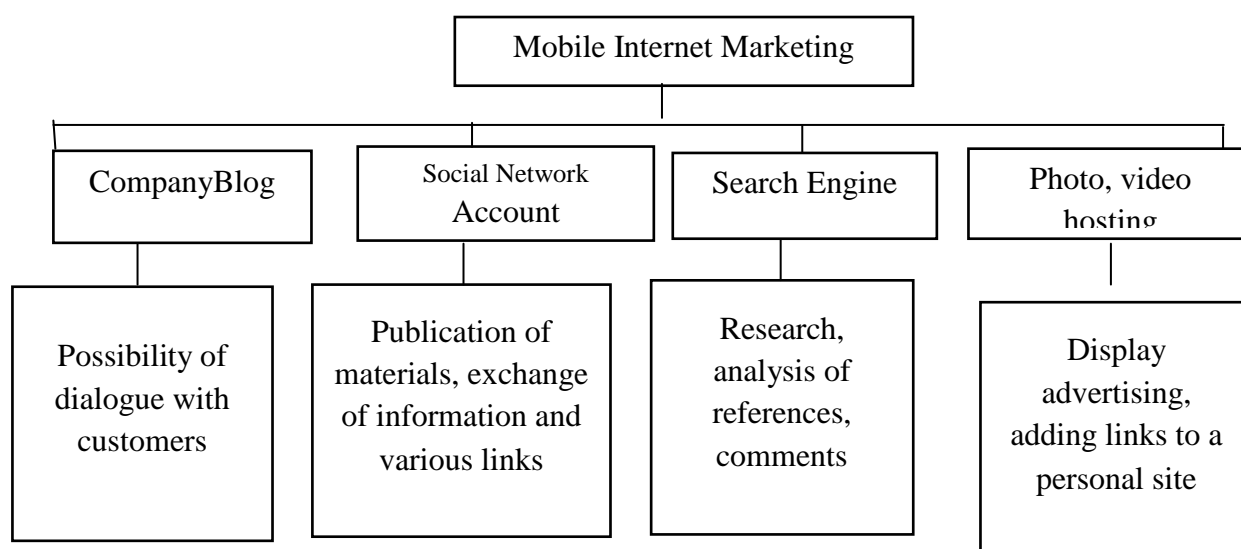 Mobile Internet Marketing
CompanyBlog
Social Network
Account
Search Engine
Photo, video
hosting
Possibility of
dialogue with
customers
Publication of
materials, exchange
of information and
various links
Research,
analysis of
references,
comments
Display
advertising,
adding links to a
personal site